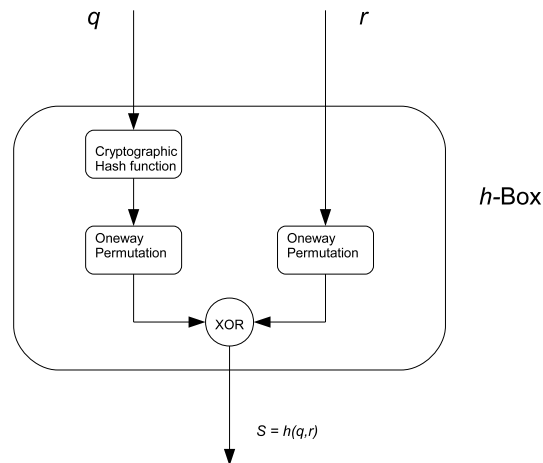 q
r
Cryptographic
Hash function
h-Box
Oneway
Permutation
Oneway
Permutation
XOR
S = h(q,r)